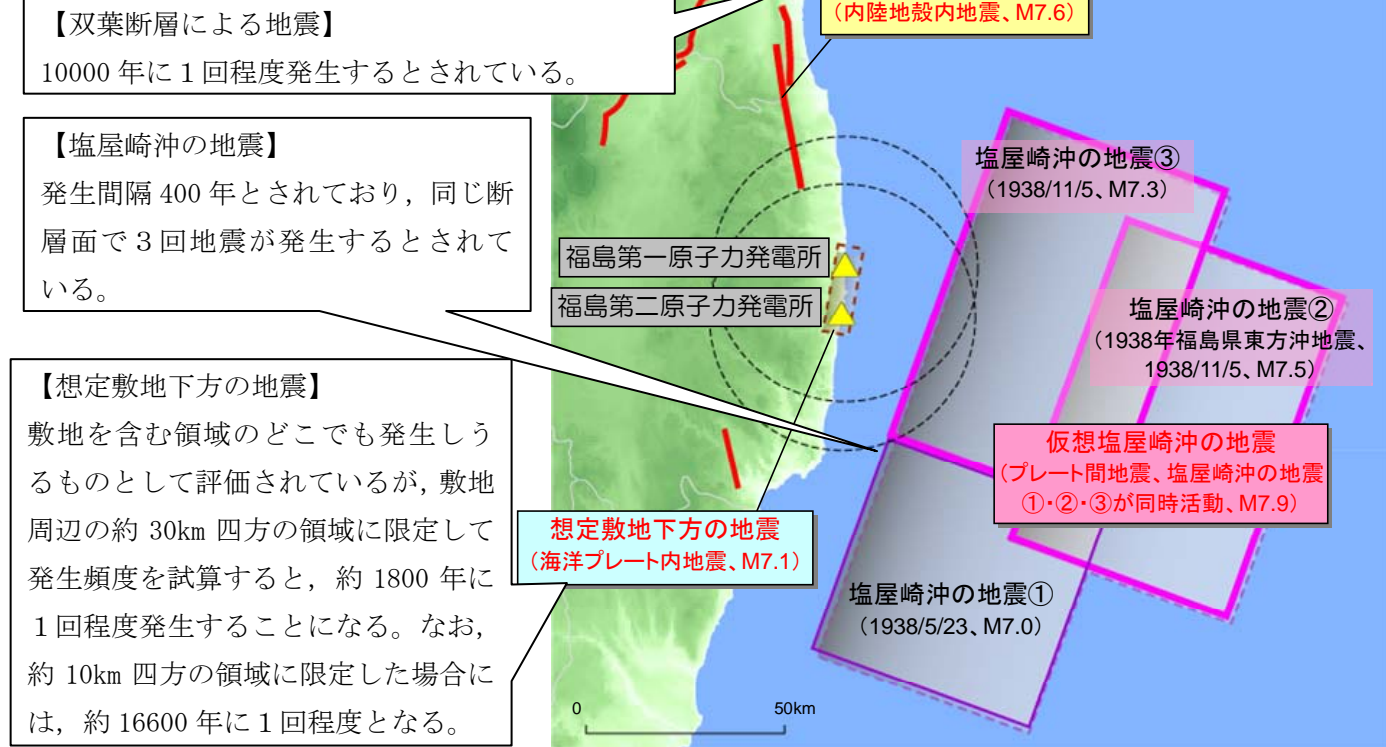 【双葉断層による地震】
10000 年に１回程度発生するとされている。
（内陸地殻内地震、M7.6）
【塩屋崎沖の地震】
発生間隔 400 年とされており，同じ断
層面で３回地震が発生するとされて
いる。
【想定敷地下方の地震】
敷地を含む領域のどこでも発生しう
るものとして評価されているが，敷地
周辺の約 30km 四方の領域に限定して
発生頻度を試算すると，約 1800 年に
１回程度発生することになる。なお，
約 10km 四方の領域に限定した場合に
は，約 16600 年に１回程度となる。
福島第一原子力発電所
福島第二原子力発電所
想定敷地下方の地震
（海洋プレート内地震、M7.1）
塩屋崎沖の地震③
（1938/11/5、M7.3）
塩屋崎沖の地震②
（1938年福島県東方沖地震、
1938/11/5、M7.5）
仮想塩屋崎沖の地震
（プレート間地震、塩屋崎沖の地震
①・②・③が同時活動、M7.9）
塩屋崎沖の地震①
（1938/5/23、M7.0）
0 50km